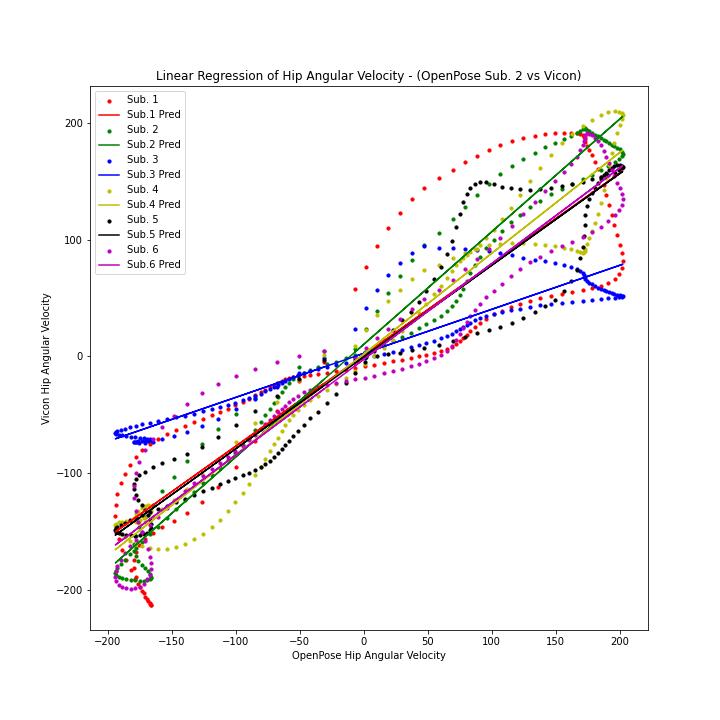 Linear Regression of Hip Angular Velocity - (OpenPose Sub. 2 vs Vicon)
Sub. 1
Sub.1 Pred
Sub. 2
Sub.2 Pred
Sub. 3
Sub.3 Pred
Sub. 4
Sub.4 Pred
Sub. 5
Sub.5 Pred
Sub. 6
Sub.6 Pred
200
100
0
−100
−200
Vicon Hip Angular Velocity
−200 −150 −100 −50 0 50 100 150 200
OpenPose Hip Angular Velocity